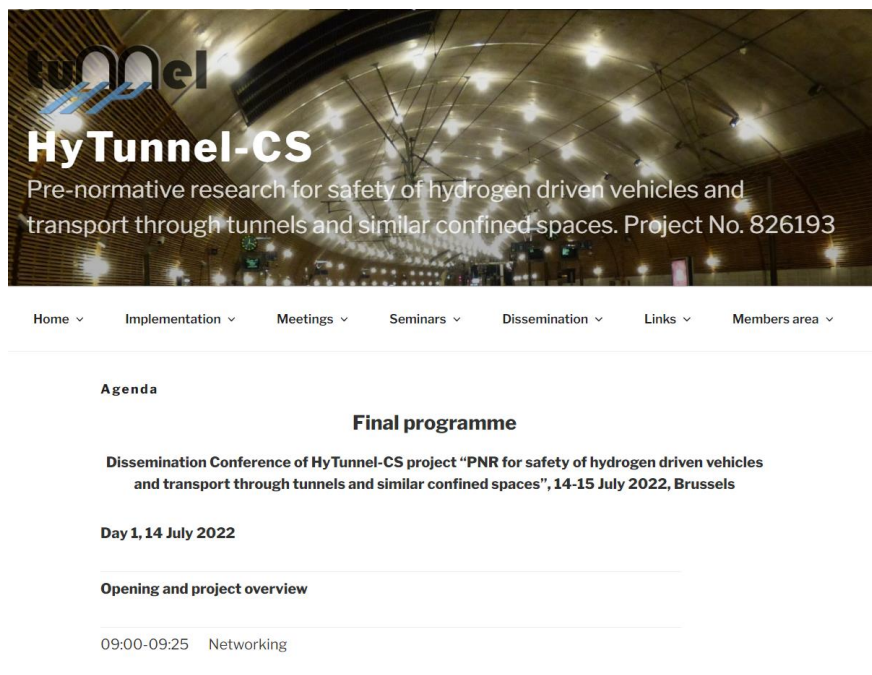 tunnel
Hy
HyTunnel-CS
Pre-normative research for safety of hydrogen driven vehicles and
transport through tunnels and similar confined spaces. Project No. 826193
Home Implementation Meetings Seminars Dissemination Links Members area
Agenda
Final programme
Dissemination Conference of HyTunnel-CS project “PNR for safety of hydrogen driven vehicles
and transport through tunnels and similar confined spaces”, 14-15 July 2022, Brussels
Day 1, 14 July 2022
Opening and project overview
09:00-09:25 Networking